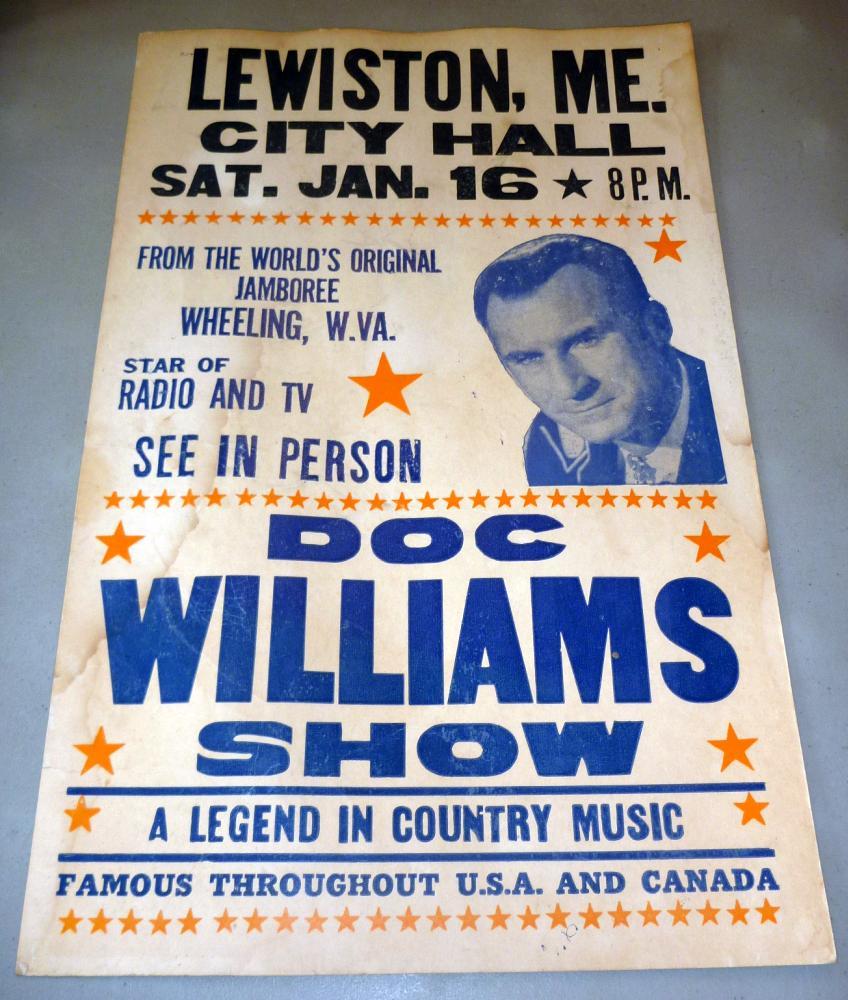 LEWISTON, ME.
CITY HALL
SAT. JAN. 16 ★ 8 P. M.
FROM THE WORLD'S ORIGINAL
JAMBOREE
WHEELING, W.VA.
STAR OF
RADIO AND TV
SEE IN PERSON
DOC
WILLIAMS
SHOW
A LEGEND IN COUNTRY MUSIC
FAMOUS THROUGHOUT U.S.A. AND CANADA